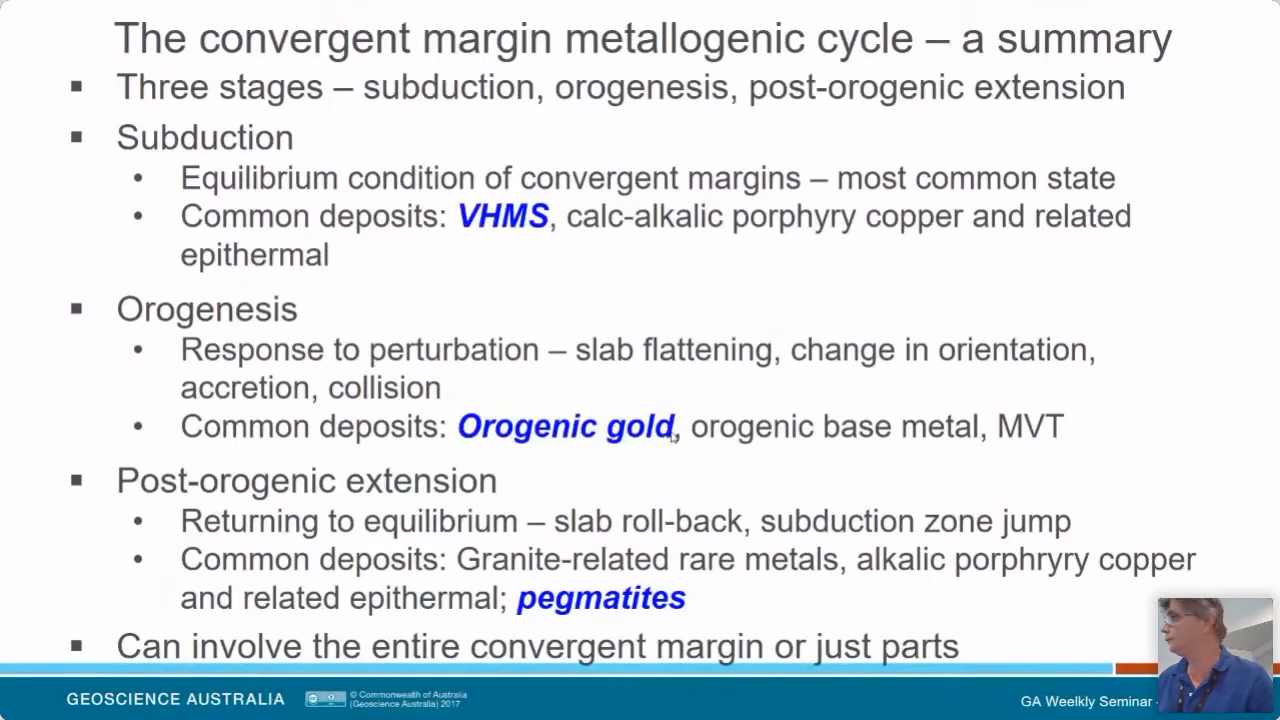 The convergent margin metallogenic cycle – a summary
▪ Three stages – subduction, orogenesis, post-orogenic extension
▪ Subduction
• Equilibrium condition of convergent margins – most common state
• Common deposits: VHMS, calc-alkalic porphyry copper and related
epithermal
▪ Orogenesis
• Response to perturbation – slab flattening, change in orientation,
accretion, collision
• Common deposits: Orogenic gold, orogenic base metal, MVT
▪ Post-orogenic extension
• Returning to equilibrium – slab roll-back, subduction zone jump
• Common deposits: Granite-related rare metals, alkalic porphryry copper
and related epithermal; pegmatites
▪ Can involve the entire convergent margin or just parts
GEOSCIENCE AUSTRALIA
© Commonwealth of Australia
(Geoscience Australia) 2017
GA Weelkly Seminar